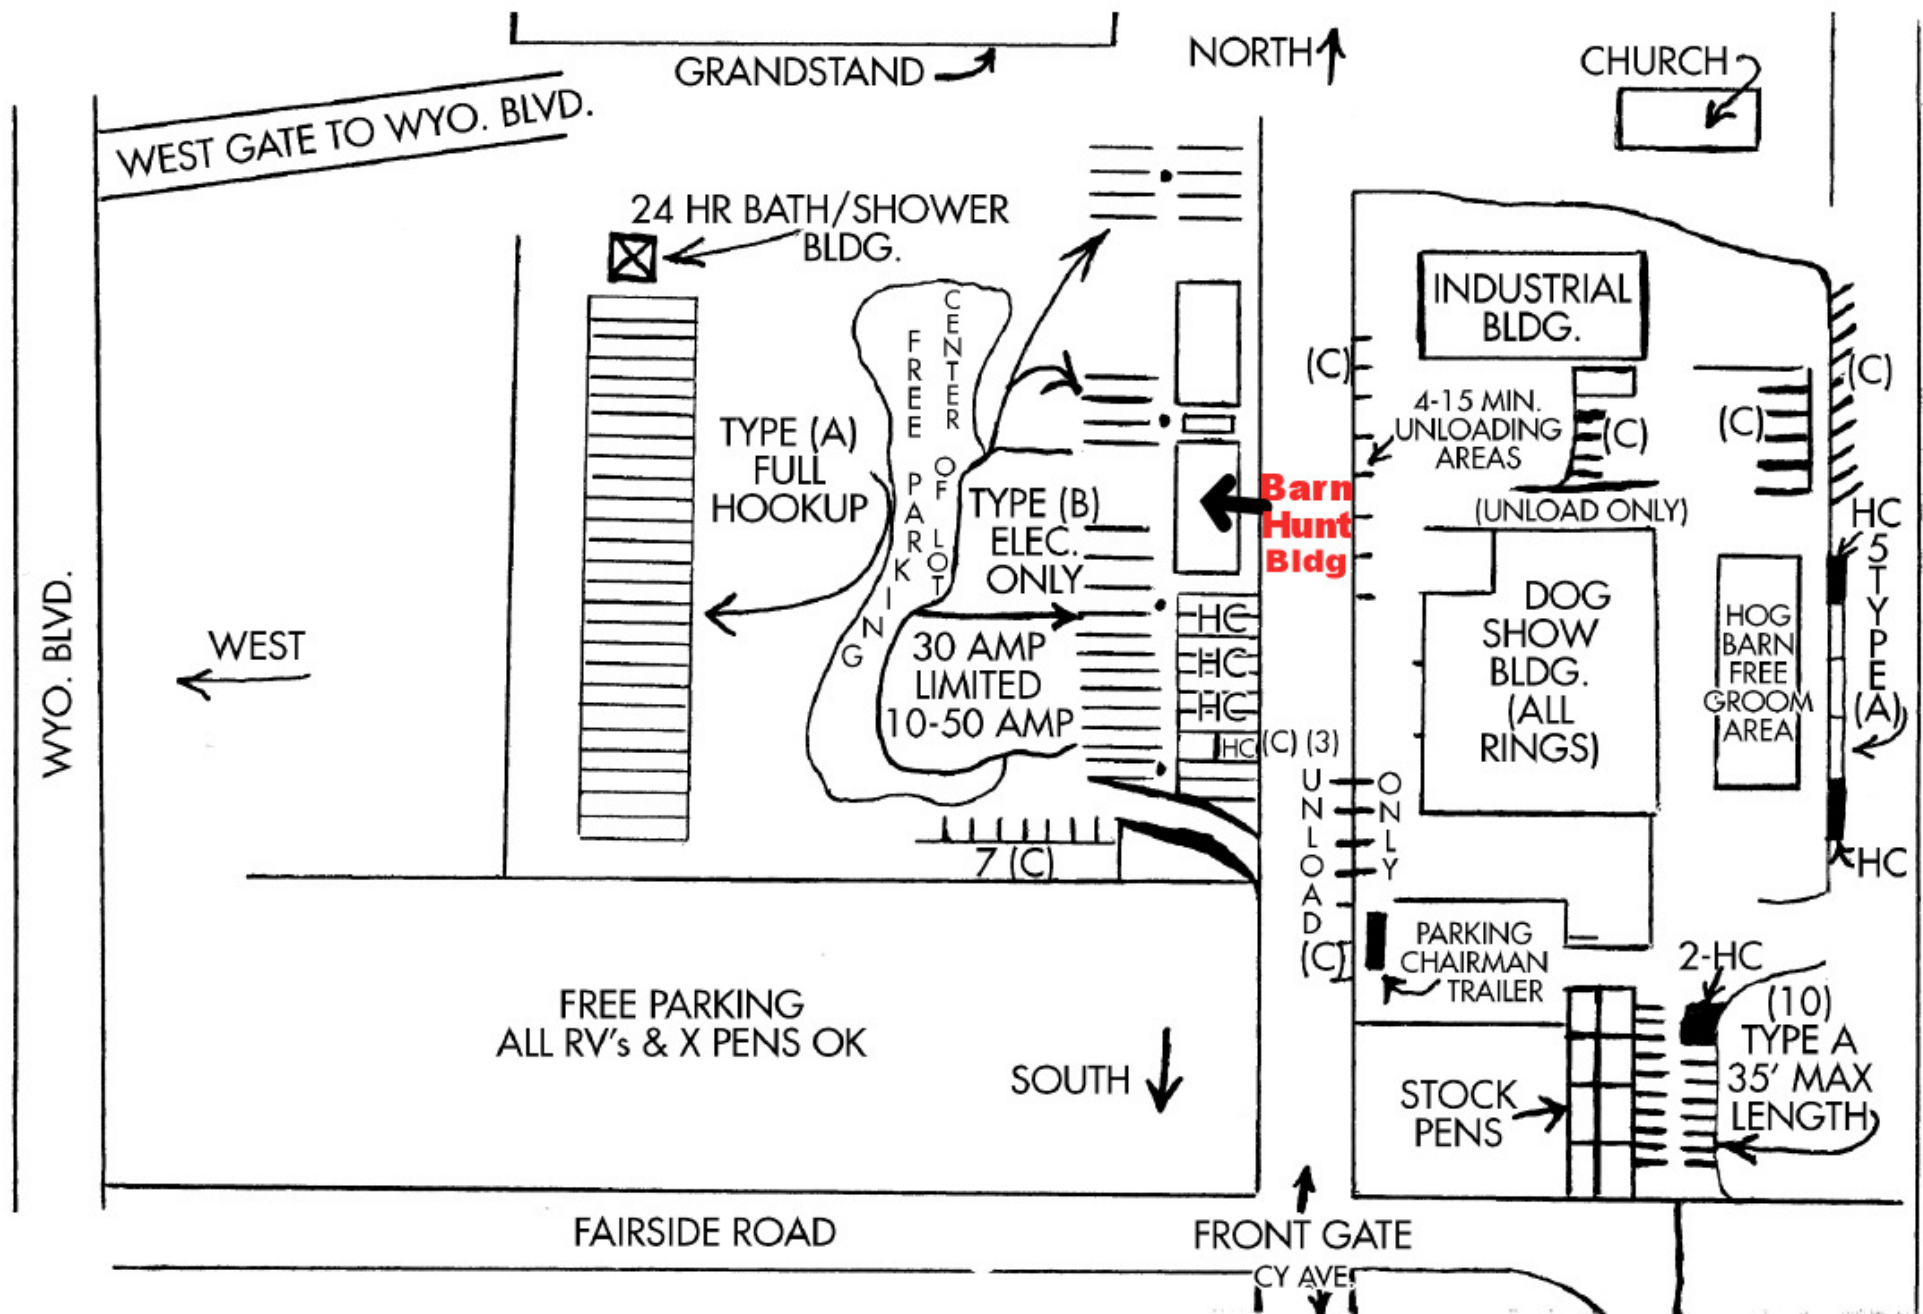 GRANDSTAND
NORTH
CHURCH
WEST GATE TO WYO. BLVD.
24 HR BATH/SHOWER
BLDG.
INDUSTRIAL
BLDG.
CENTER OF LOT
FREE PARKING
(C)
(C)
(C)
(C)
4-15 MIN.
UNLOADING
AREAS
TYPE (A)
FULL
HOOKUP
TYPE (B)
ELEC.
ONLY
Barn
Hunt
Bldg
(UNLOAD ONLY)
HC
5
TYPE
(A)
WYO. BLVD.
WEST
30 AMP
LIMITED
10-50 AMP
HC
HC
HC
HC
(C) (3)
DOG
SHOW
BLDG.
(ALL
RINGS)
HOG
BARN
FREE
GROOM
AREA
UNLOAD
ONLY
(C)
7 (C)
HC
PARKING
CHAIRMAN
TRAILER
2-HC
(10)
TYPE A
35' MAX
LENGTH
FREE PARKING
ALL RV's & X PENS OK
SOUTH
STOCK
PENS
FAIRSIDE ROAD
FRONT GATE
CY AVE.